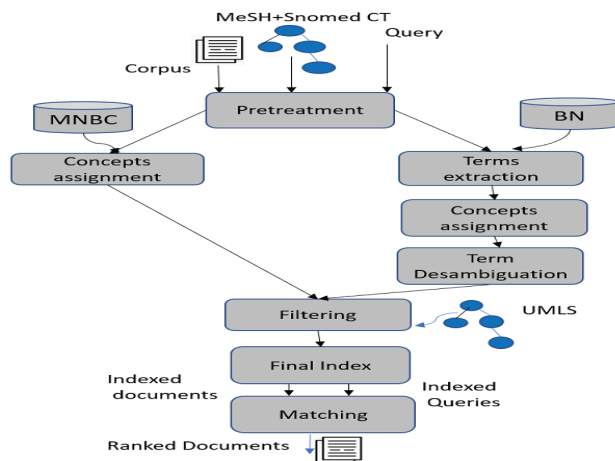 MeSH+Snomed CT
Query
Corpus
Pretreatment
MNBC
BN
Concepts
assignment
Terms
extraction
Concepts
assignment
Term
Desambiguation
Filtering
UMLS
Final Index
Indexed
documents
Indexed
Queries
Matching
Ranked Documents